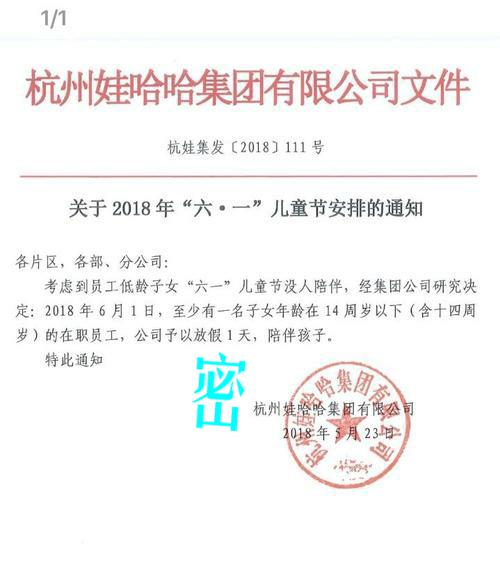 1/1
杭州娃哈哈集团有限公司文件
杭娃集发〔2018〕111 号
关于 2018 年“六·一”儿童节安排的通知
各片区，各部、分公司：
考虑到员工低龄子女“六一”儿童节没人陪伴，经集团公司研究决
定：2018 年 6 月 1 日，至少有一名子女年龄在 14 周岁以下（含十四周
岁）的在职员工，公司予以放假 1 天，陪伴孩子。
特此通知
密
杭州娃哈哈集团有限公司
2018 年 5 月 23 日
杭州娃哈哈集团有限公司